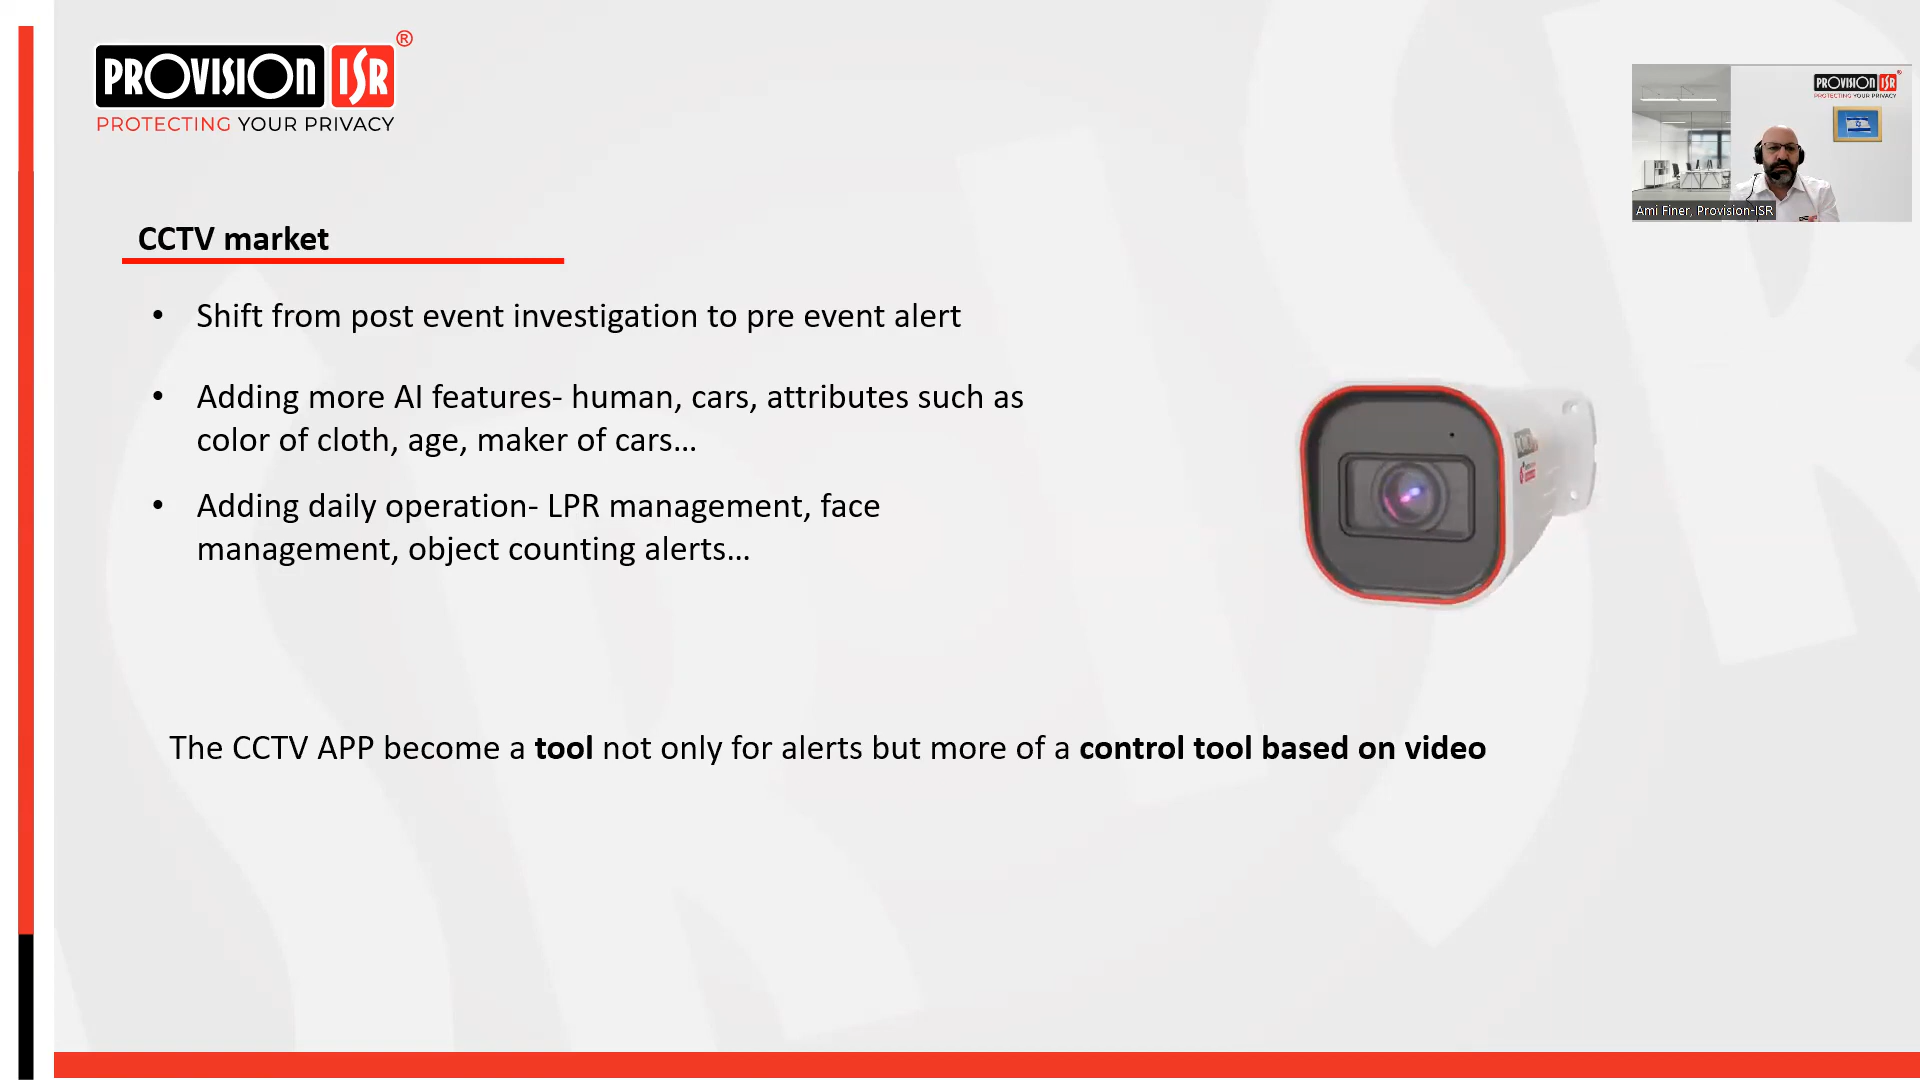 PROVISION ISR®
PROTECTING YOUR PRIVACY
PROVISION ISR
PROTECTING YOUR PRIVACY
Ami Finer, Provision-ISR
CCTV market
• Shift from post event investigation to pre event alert
• Adding more AI features- human, cars, attributes such as
color of cloth, age, maker of cars...
• Adding daily operation- LPR management, face
management, object counting alerts...
The CCTV APP become a tool not only for alerts but more of a control tool based on video